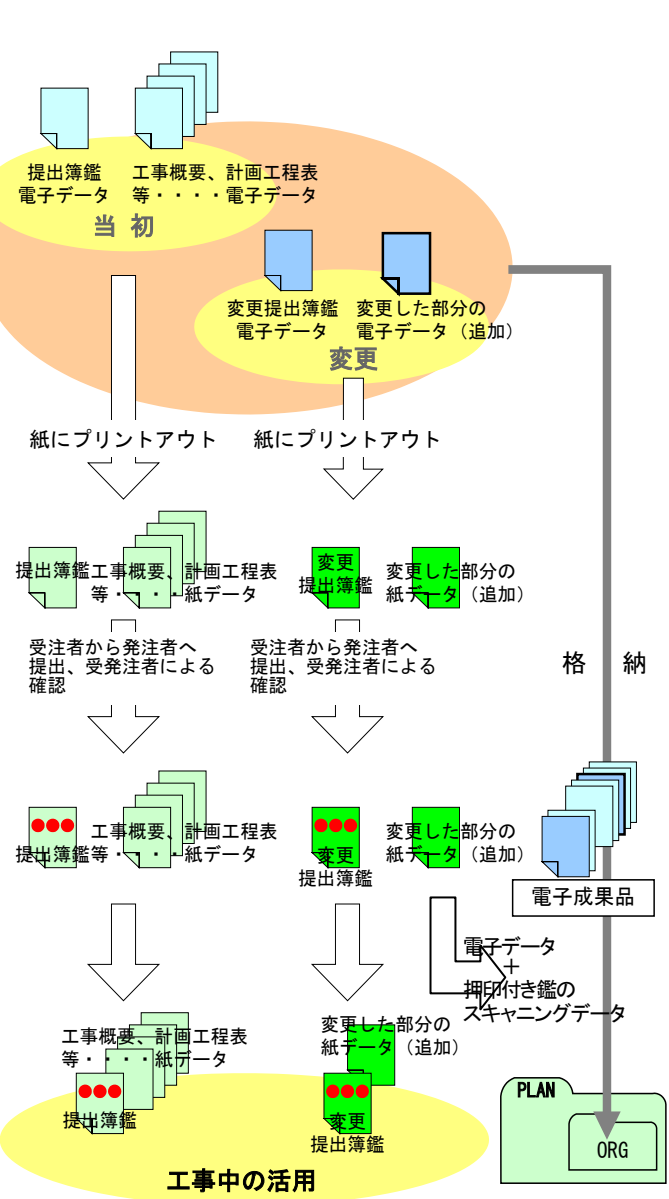 提出簿鑑
電子データ
工事概要、計画工程表
等・・・・電子データ
当 初
変更提出簿鑑
電子データ
変更した部分の
電子データ（追加）
変更
紙にプリントアウト
紙にプリントアウト
提出簿鑑
工事概要、計画工程表
等・・・・紙データ
変更
提出簿鑑
変更した部分の
紙データ（追加）
受注者から発注者へ
提出、受発注者による
確認
受注者から発注者へ
提出、受発注者による
確認
格 納
提出簿鑑
工事概要、計画工程表
等・・・・紙データ
変更
提出簿鑑
変更した部分の
紙データ（追加）
電子成果品
電子データ
＋
押印付き鑑の
スキャニングデータ
工事概要、計画工程表
等・・・・紙データ
提出簿鑑
変更した部分の
紙データ（追加）
変更
提出簿鑑
工事中の活用
PLAN
ORG